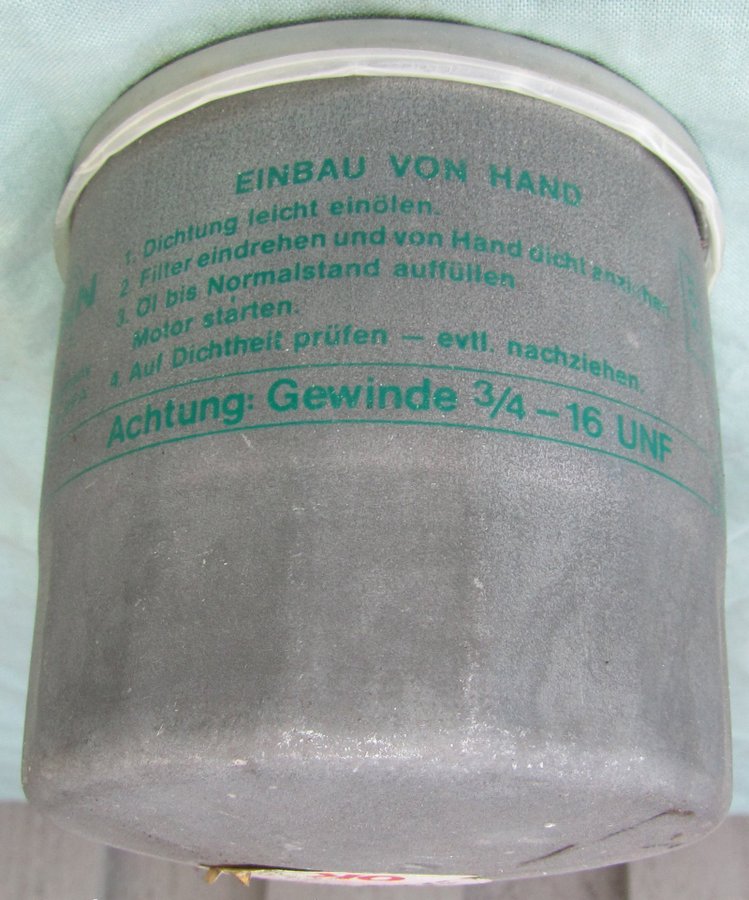 EINBAU VON HAND
1. Dichtung leicht einölen.
2. Filter eindrehen und von Hand dicht anziehen
3. Öl bis Normalstand auffüllen
Motor starten.
4. Auf Dichtheit prüfen — evtl. nachziehen.
Achtung: Gewinde 3/4 – 16 UNF